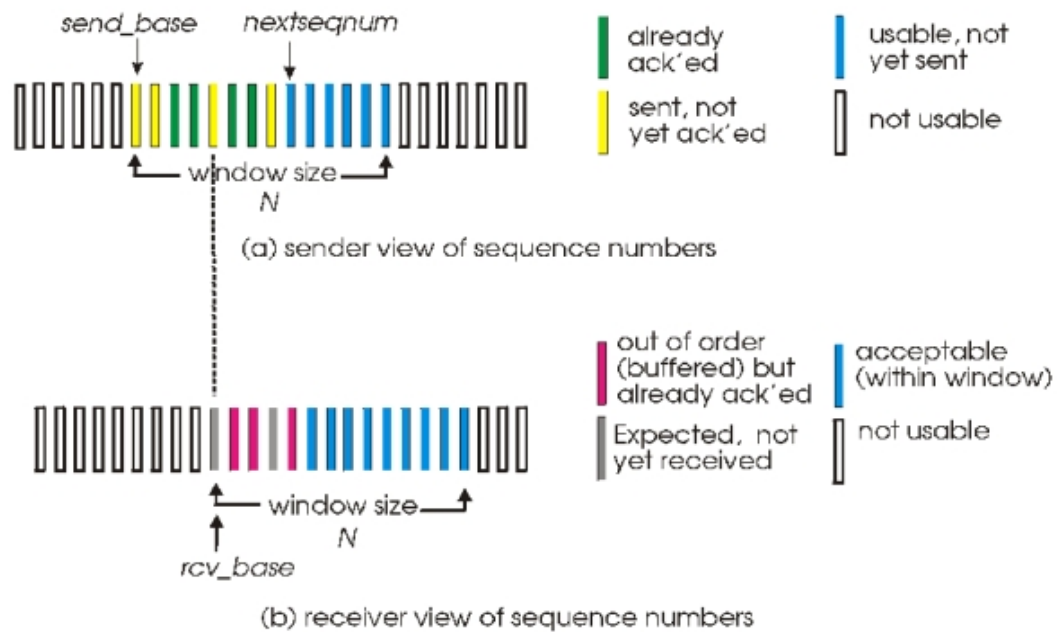 send_base
nextseqnum
already
ack'ed
usable, not
yet sent
sent, not
yet ack'ed
not usable
window size
N
(a) sender view of sequence numbers
out of order
(buffered) but
already ack'ed
acceptable
(within window)
Expected, not
yet received
not usable
window size
N
rcv_base
(b) receiver view of sequence numbers